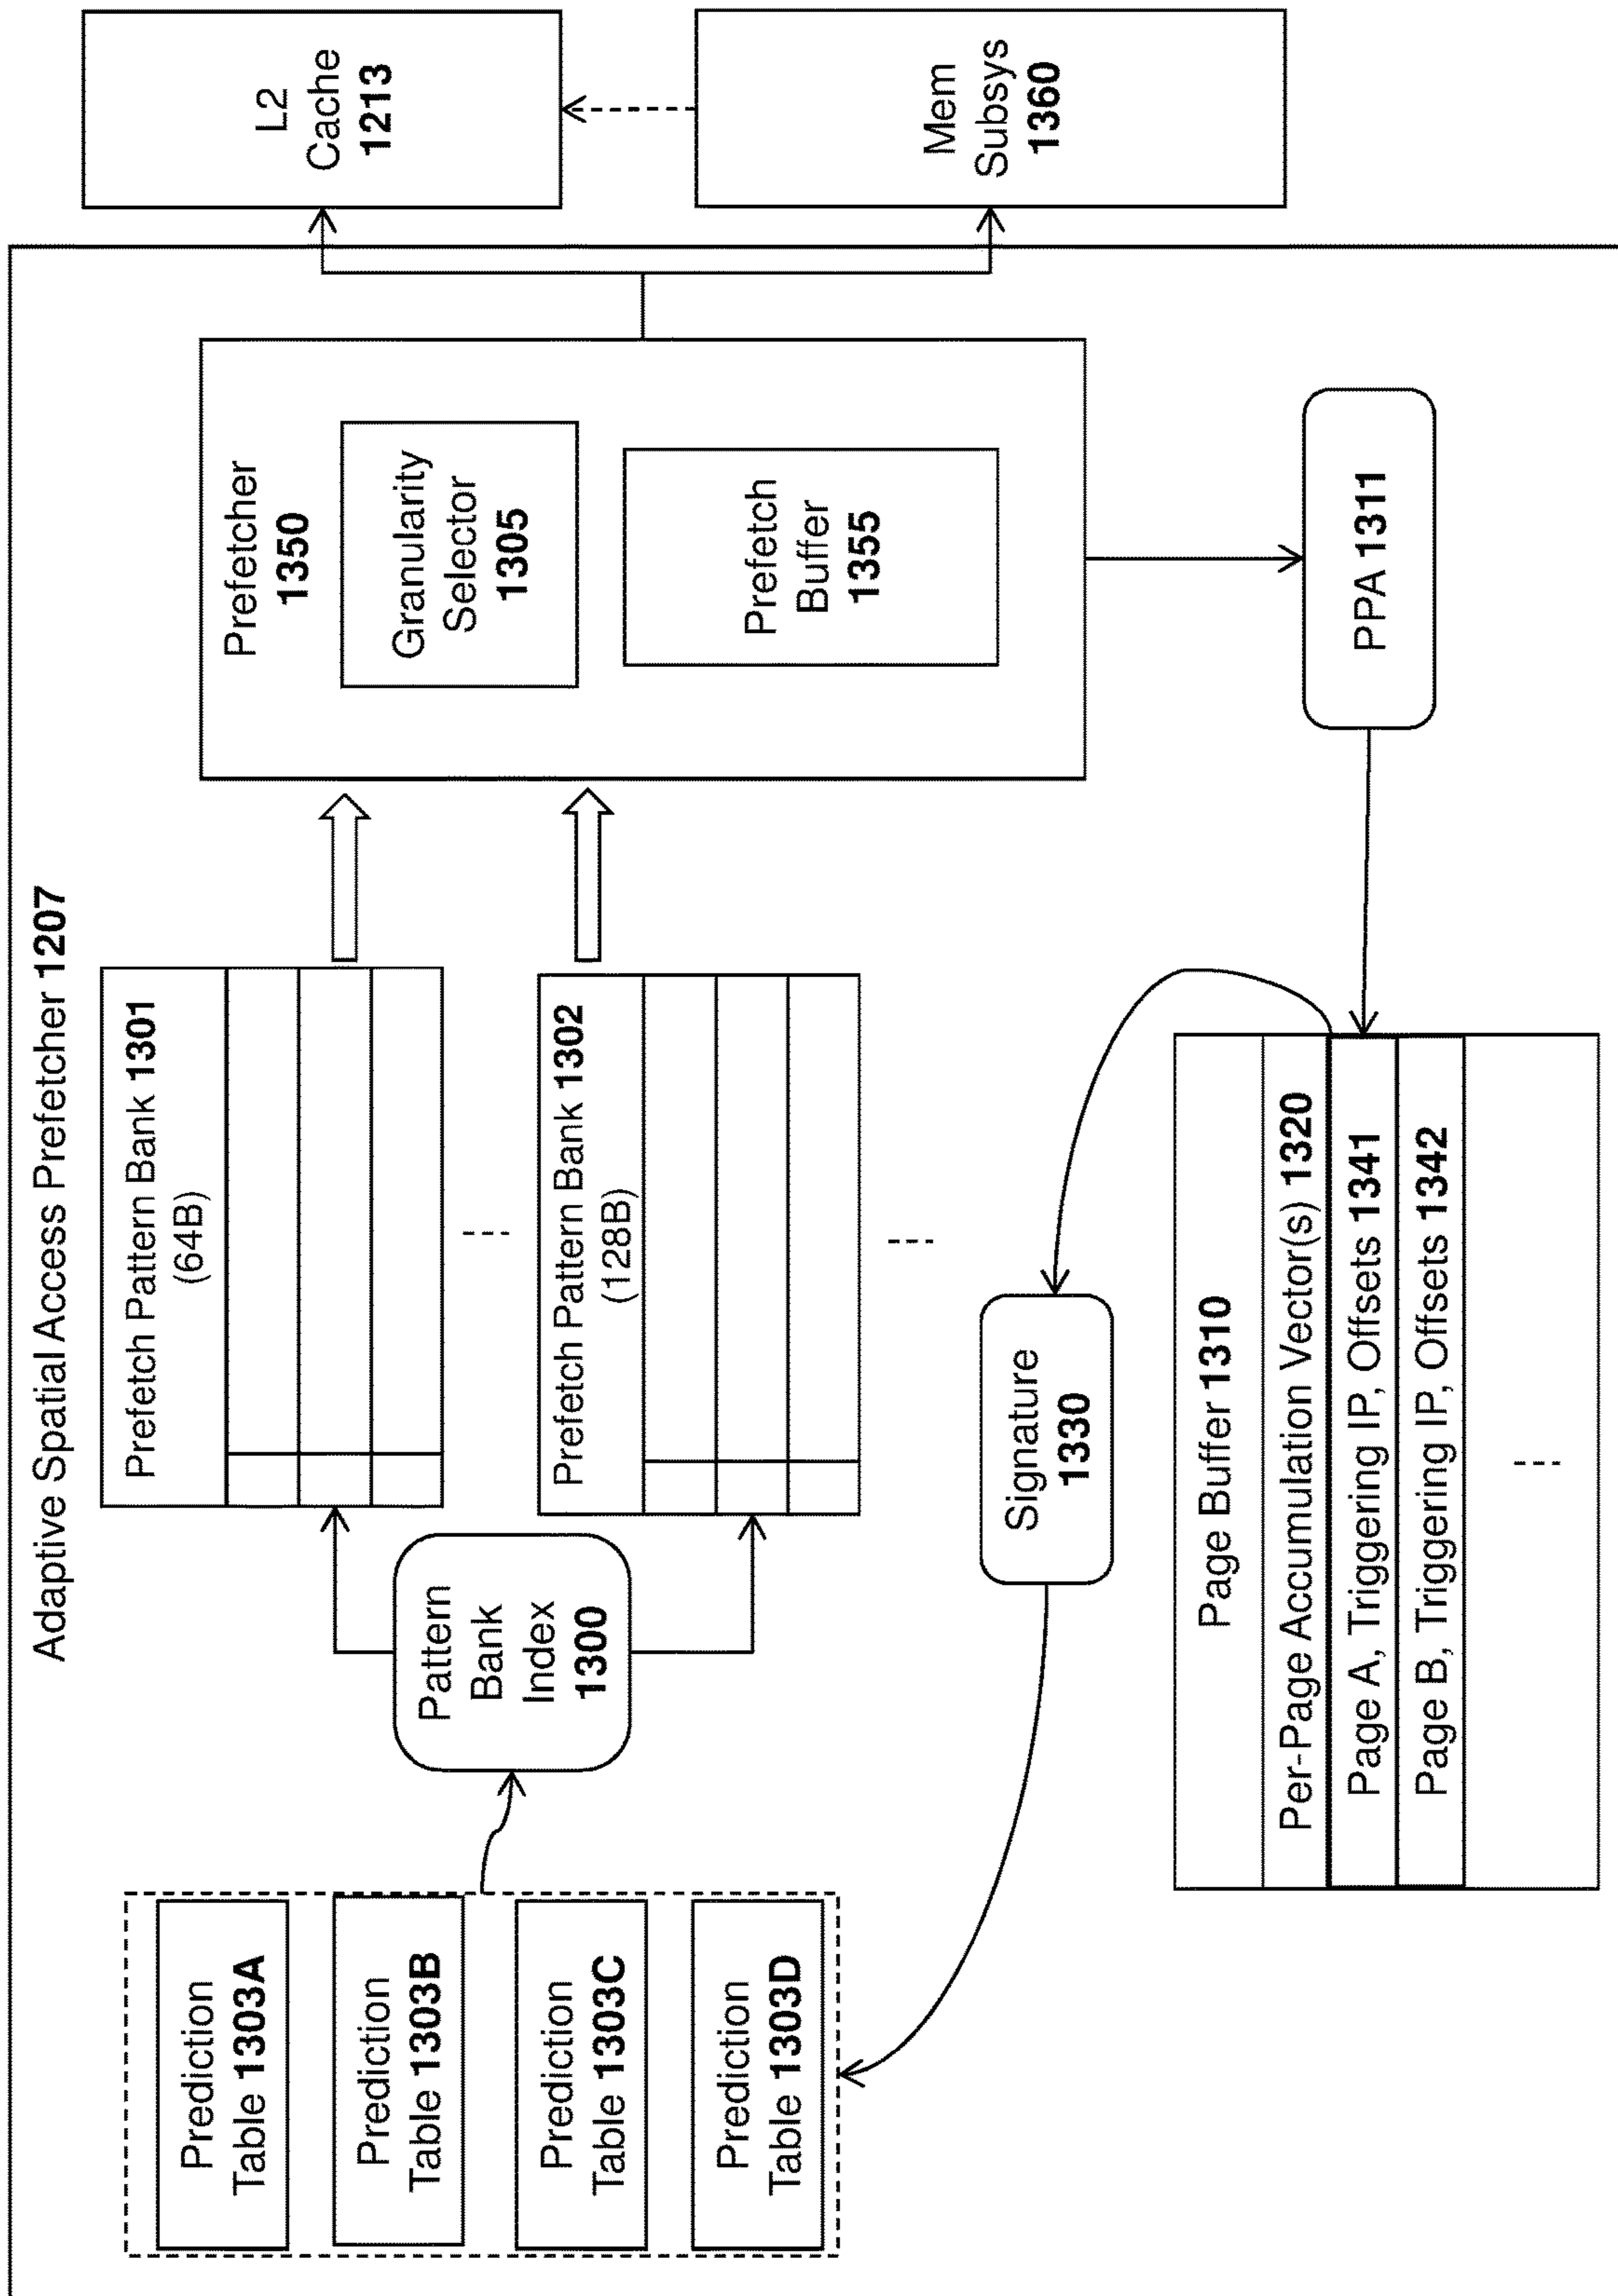 Adaptive Spatial Access Prefetcher 1207
Prediction
Table 1303A
Prediction
Table 1303B
Prediction
Table 1303C
Prediction
Table 1303D
Pattern
Bank
Index
1300
Prefetch Pattern Bank 1301
(64B)
Prefetch Pattern Bank 1302
(128B)
Prefetcher
1350
Granularity
Selector
1305
Prefetch
Buffer
1355
L2
Cache
1213
Mem
Subsys
1360
Signature
1330
PPA 1311
Page Buffer 1310
Per-Page Accumulation Vector(s) 1320
Page A, Triggering IP, Offsets 1341
Page B, Triggering IP, Offsets 1342